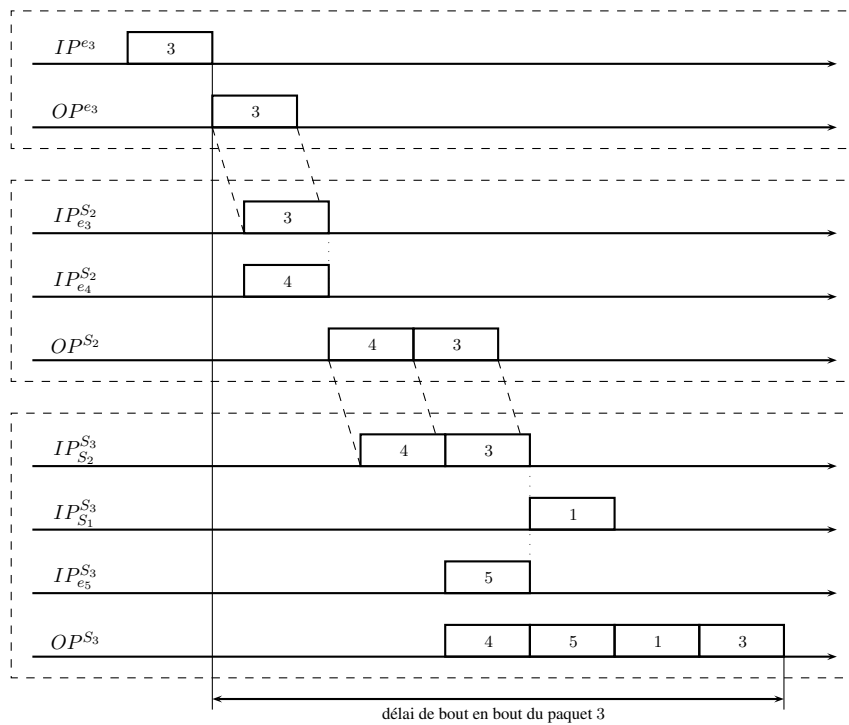 IP^{e_3} 3
OP^{e_3} 3
IP^{S_2}_{e_3} 3
IP^{S_2}_{e_4} 4
OP^{S_2} 4 3
IP^{S_3}_{S_2} 4 3
IP^{S_3}_{S_1} 1
IP^{S_3}_{e_5} 5
OP^{S_3} 4 5 1 3
délai de bout en bout du paquet 3